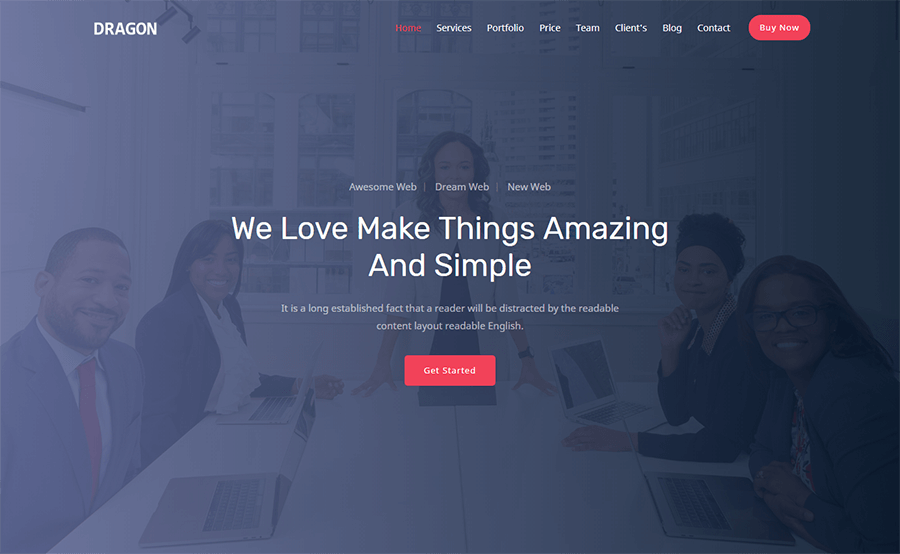 DRAGON
Home Services Portfolio Price Team Client's Blog Contact Buy Now
Awesome Web | Dream Web | New Web
We Love Make Things Amazing
And Simple
It is a long established fact that a reader will be distracted by the readable
content layout readable English.
Get Started